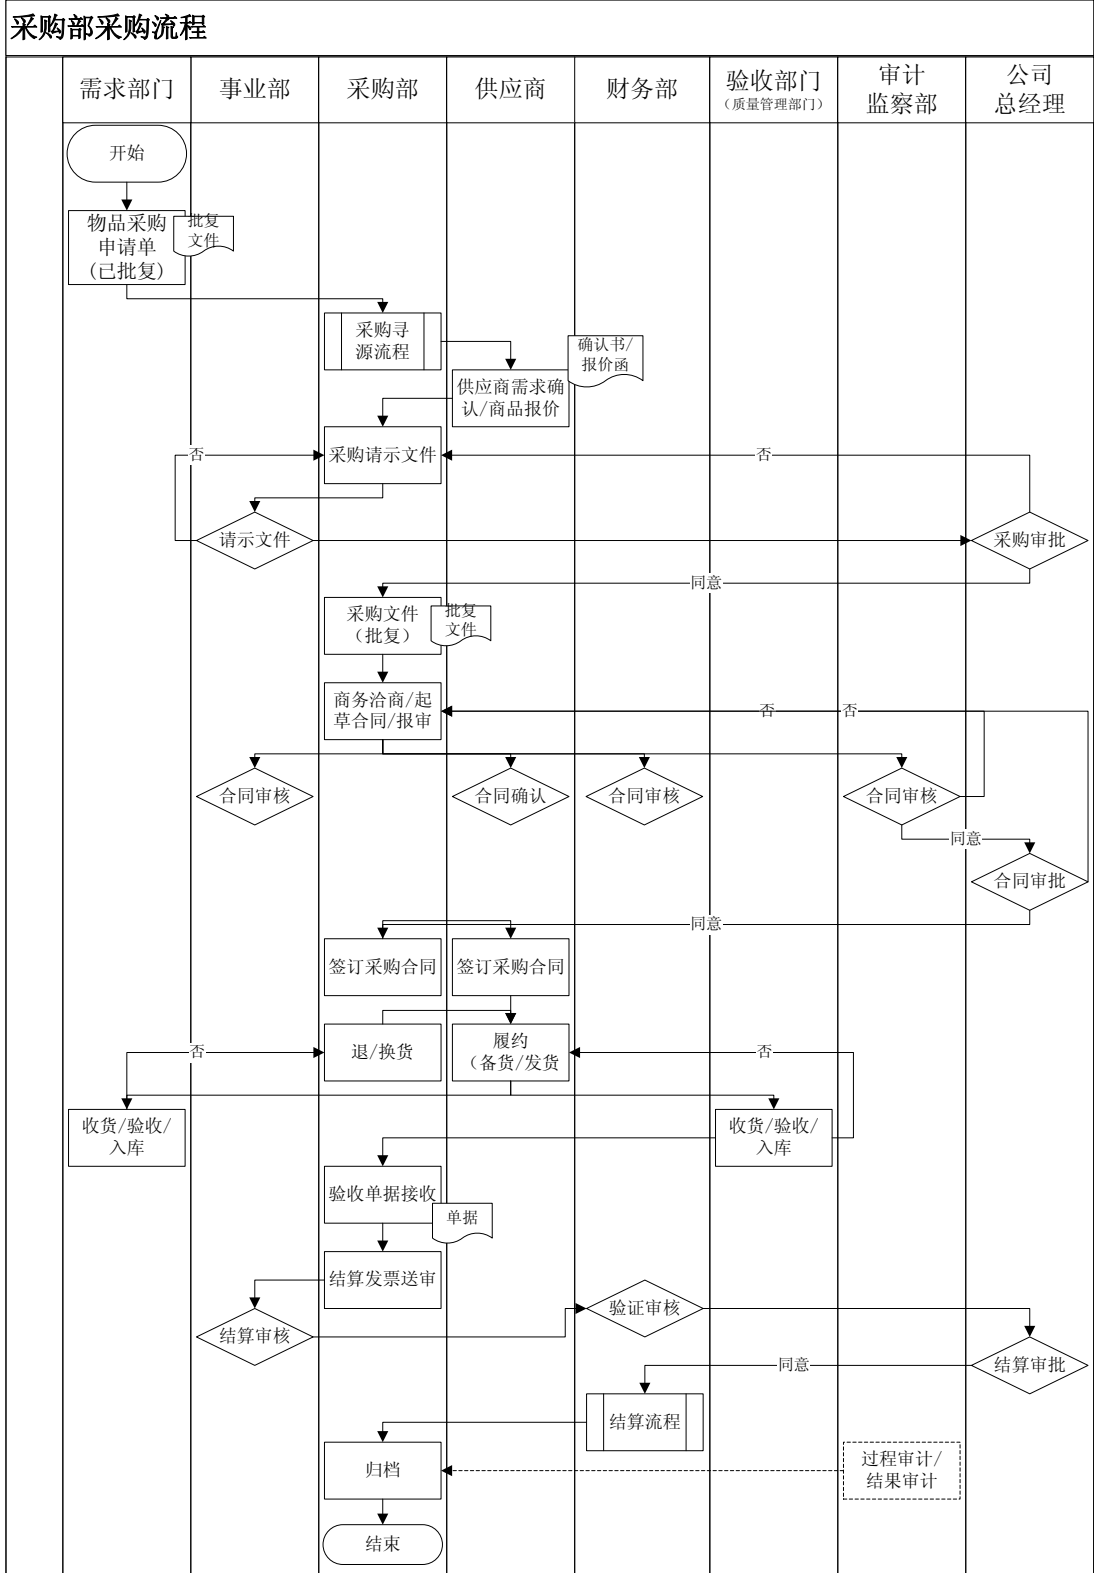 采购部采购流程
需求部门
事业部
采购部
供应商
财务部
验收部门
(质量管理部门)
审计
监察部
公司
总经理
开始
物品采购
申请单
(已批复)
批复
文件
采购寻
源流程
确认书/
报价函
供应商需求确
认/商品报价
否
采购请示文件
否
请示文件
采购审批
同意
采购文件
（批复）
批复
文件
商务洽商/起
草合同/报审
否
否
合同审核
合同确认
合同审核
合同审核
同意
合同审批
同意
签订采购合同
签订采购合同
否
退/换货
履约
（备货/发货
否
收货/验收/
入库
收货/验收/
入库
验收单据接收
单据
结算发票送审
结算审核
验证审核
同意
结算审批
结算流程
归档
过程审计/
结果审计
结束